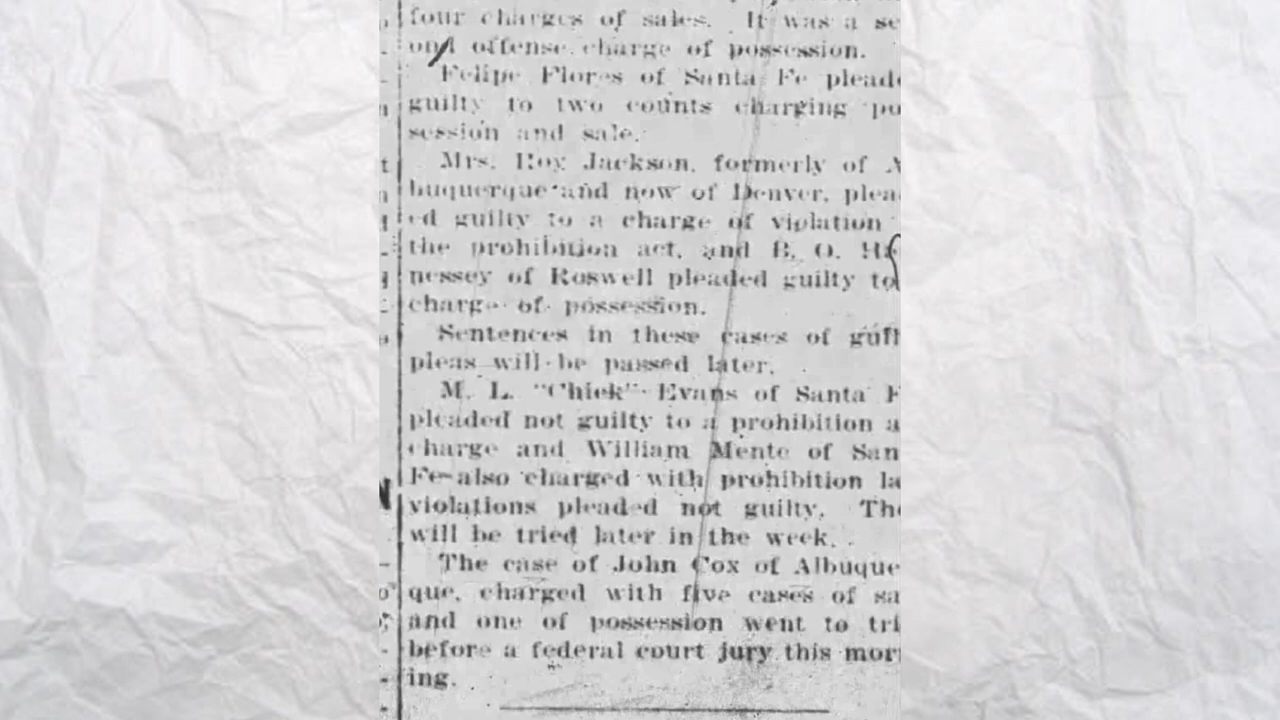 four charges of sales. It was a se
ond offense charge of possession.
Felipe Flores of Santa Fe plead
guilty to two counts charging po
session and sale.
Mrs. Roy Jackson, formerly of A
buquerque and now of Denver, plea
ed guilty to a charge of violation
the prohibition act, and B. O. He
nessey of Roswell pleaded guilty to
charge of possession.
Sentences in these cases of guil
pleas will be passed later.
M. L. "Chick" Evans of Santa F
pleaded not guilty to a prohibition a
charge and William Mente of San
Fe also charged with prohibition la
violations pleaded not guilty. The
will be tried later in the week.
The case of John Cox of Albuque
que, charged with five cases of sa
and one of possession went to tri
before a federal court jury this mor
ing.